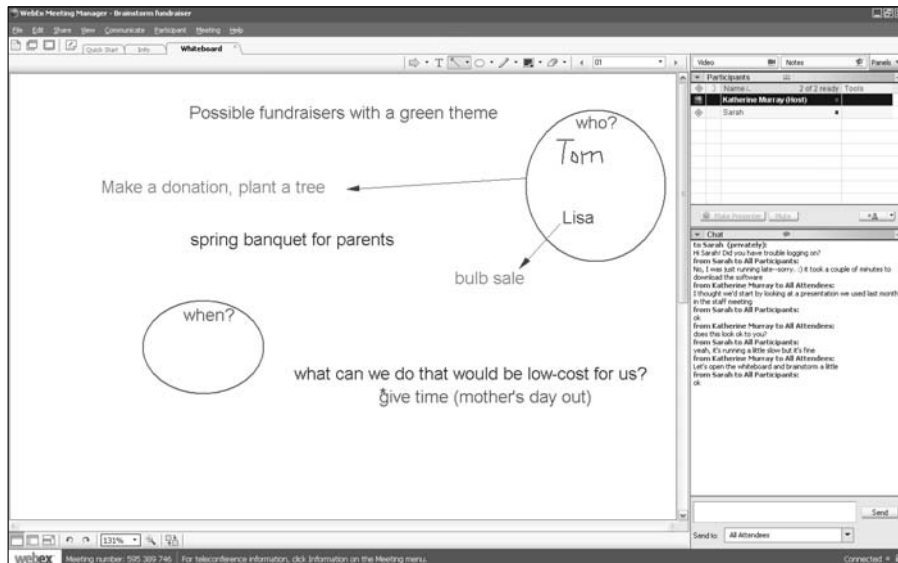 WebEx Meeting Manager - Brainstorm fundraiser
File Edit Share View Communicate Participant Meeting Help
Quick Start Info Whiteboard
T 01
Video Notes Panels
Possible fundraisers with a green theme
who?
Tom
Make a donation, plant a tree
Lisa
spring banquet for parents
bulb sale
when?
what can we do that would be low-cost for us?
give time (mother's day out)
Participants
Name 2 of 2 ready Tools
Katherine Murray (Host)
Sarah
Make Presenter Mute
Chat
to Sarah (privately):
Hi Sarah! Did you have trouble logging on?
from Sarah to All Participants:
No, I was just running late--sorry. :) it took a couple of minutes to
download the software
from Katherine Murray to All Attendees:
I thought we'd start by looking at a presentation we used last month
in the staff meeting
from Sarah to All Participants:
ok
from Katherine Murray to All Attendees:
does this look ok to you?
from Sarah to All Participants:
yeah, it's running a little slow but it's fine
from Katherine Murray to All Attendees:
Let's open the whiteboard and brainstorm a little
from Sarah to All Participants:
ok
Send
Send to: All Attendees
131%
webex Meeting number: 595 389 746 For teleconference information, click Information on the Meeting menu. Connected